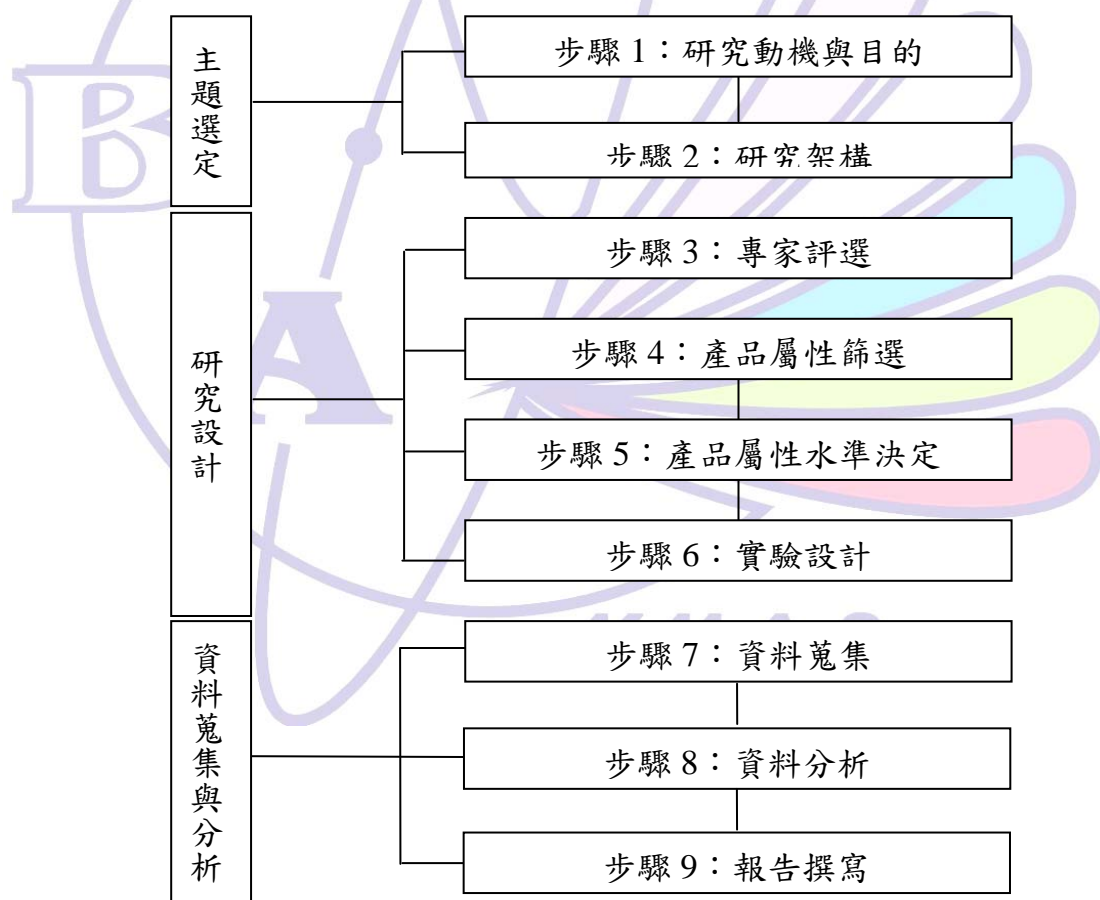 主題選定
步驟 1：研究動機與目的
步驟 2：研究架構
研究設計
步驟 3：專家評選
步驟 4：產品屬性篩選
步驟 5：產品屬性水準決定
步驟 6：實驗設計
資料蒐集與分析
步驟 7：資料蒐集
步驟 8：資料分析
步驟 9：報告撰寫
B
A